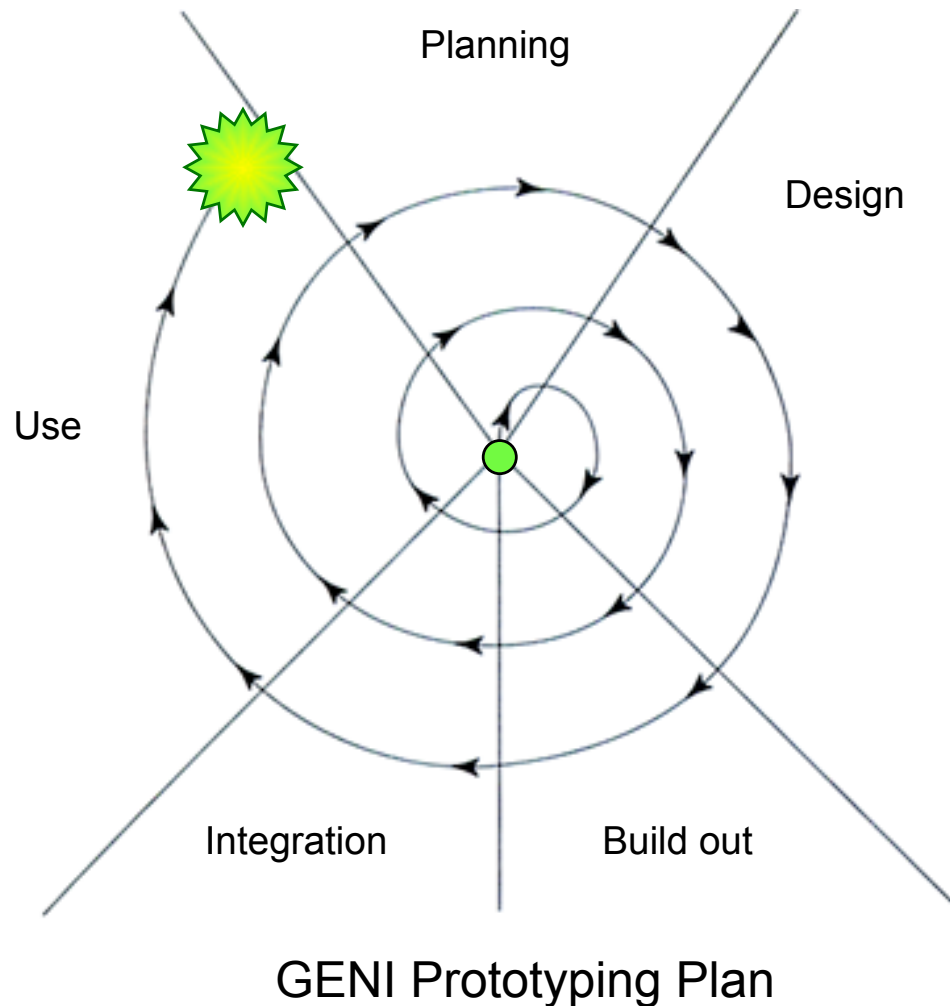 Planning
Design
Use
Integration
Build out
GENI Prototyping Plan